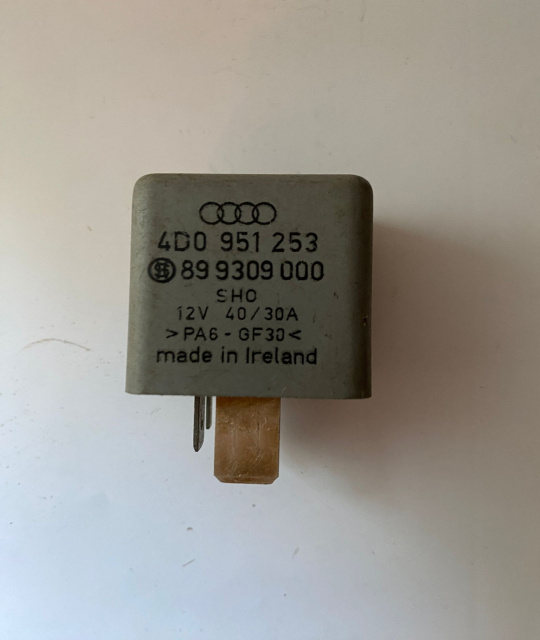 4D0 951 253
89 9309 000
SHO
12V 40/30A
>PA6-GF30<
made in Ireland